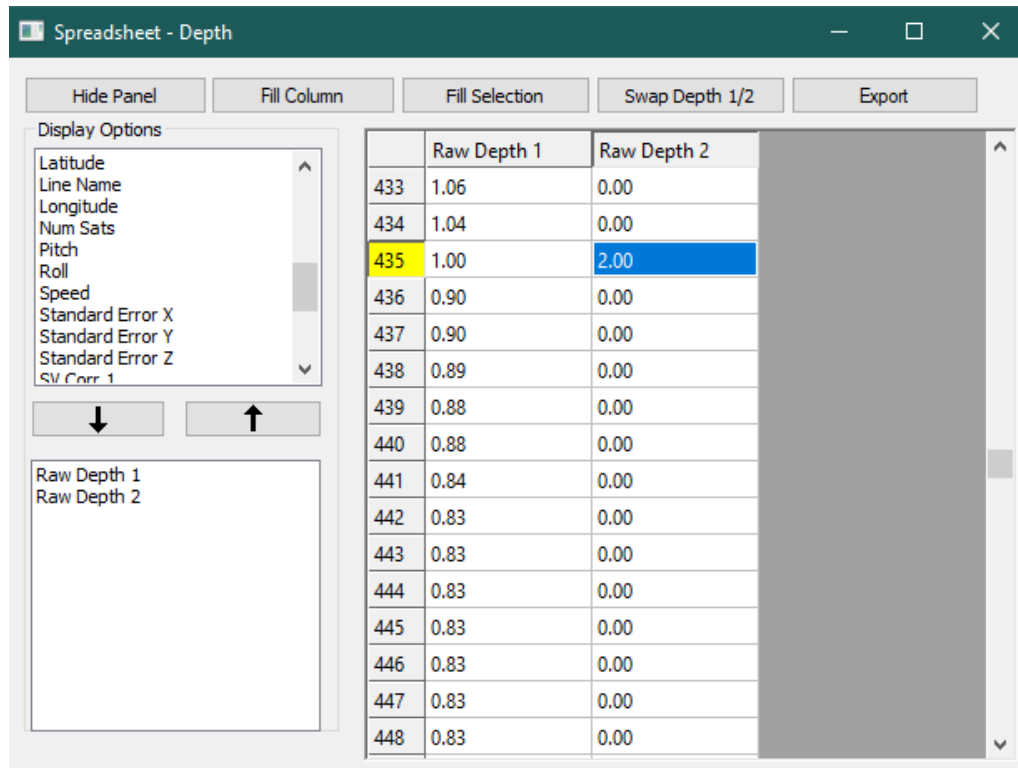 Spreadsheet - Depth
Hide Panel Fill Column Fill Selection Swap Depth 1/2 Export
Display Options
Latitude
Line Name
Longitude
Num Sats
Pitch
Roll
Speed
Standard Error X
Standard Error Y
Standard Error Z
SV Corr 1
Raw Depth 1
Raw Depth 2
Raw Depth 1 Raw Depth 2
433 1.06 0.00
434 1.04 0.00
435 1.00 2.00
436 0.90 0.00
437 0.90 0.00
438 0.89 0.00
439 0.88 0.00
440 0.88 0.00
441 0.84 0.00
442 0.83 0.00
443 0.83 0.00
444 0.83 0.00
445 0.83 0.00
446 0.83 0.00
447 0.83 0.00
448 0.83 0.00